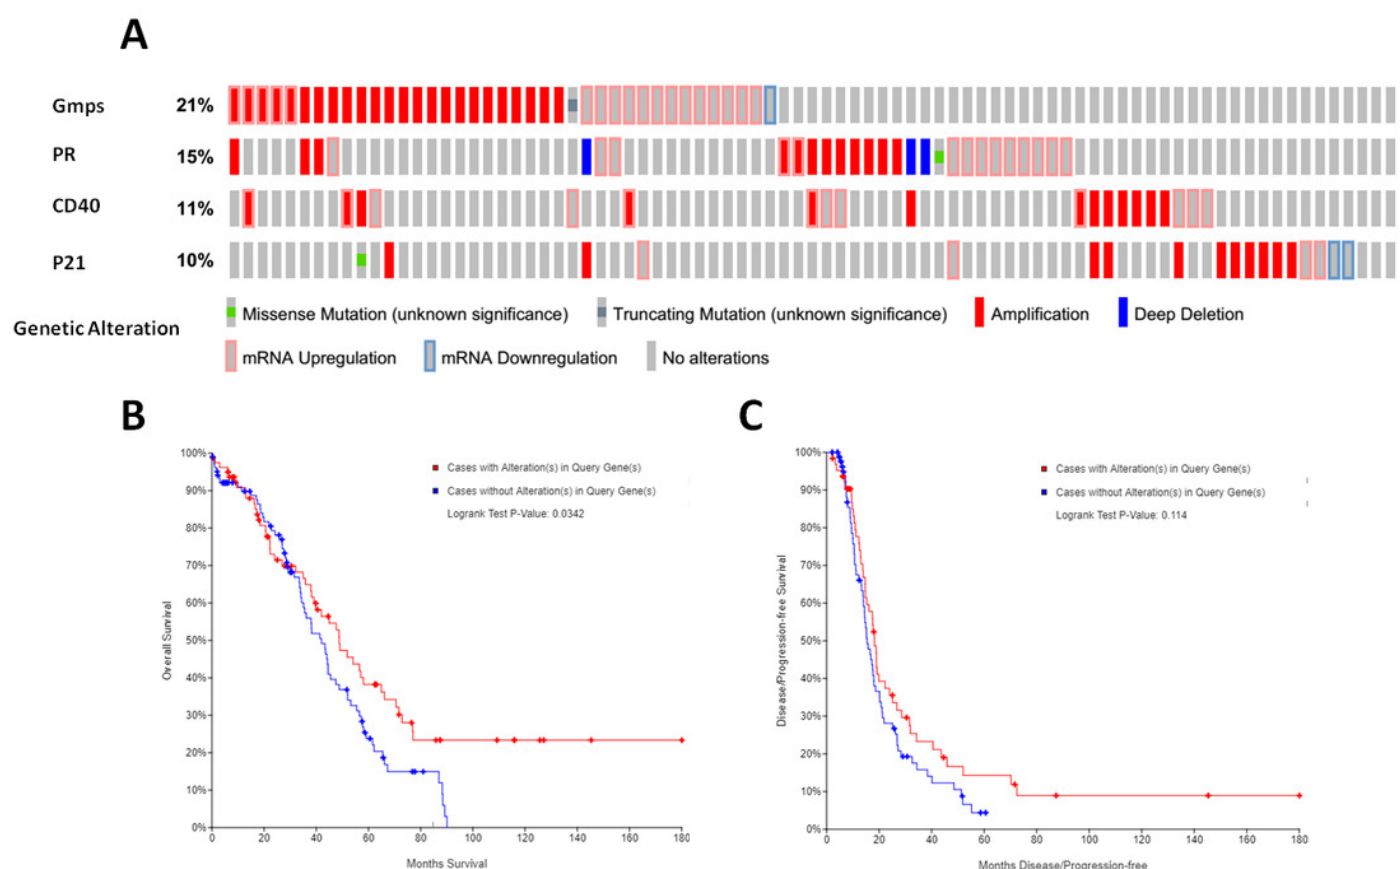 A
Gmps 21%
PR 15%
CD40 11%
P21 10%
Genetic Alteration
Missense Mutation (unknown significance) Truncating Mutation (unknown significance) Amplification Deep Deletion
mRNA Upregulation mRNA Downregulation No alterations
B
100%
90%
80%
70%
60%
50%
40%
30%
20%
10%
0%
Overall Survival
Cases with Alteration(s) in Query Gene(s)
Cases without Alteration(s) in Query Gene(s)
Logrank Test P-Value: 0.0342
0 20 40 60 80 100 120 140 160 180
Months Survival
C
100%
90%
80%
70%
60%
50%
40%
30%
20%
10%
0%
Disease/Progression-free Survival
Cases with Alteration(s) in Query Gene(s)
Cases without Alteration(s) in Query Gene(s)
Logrank Test P-Value: 0.114
0 20 40 60 80 100 120 140 160 180
Months Disease/Progression-free